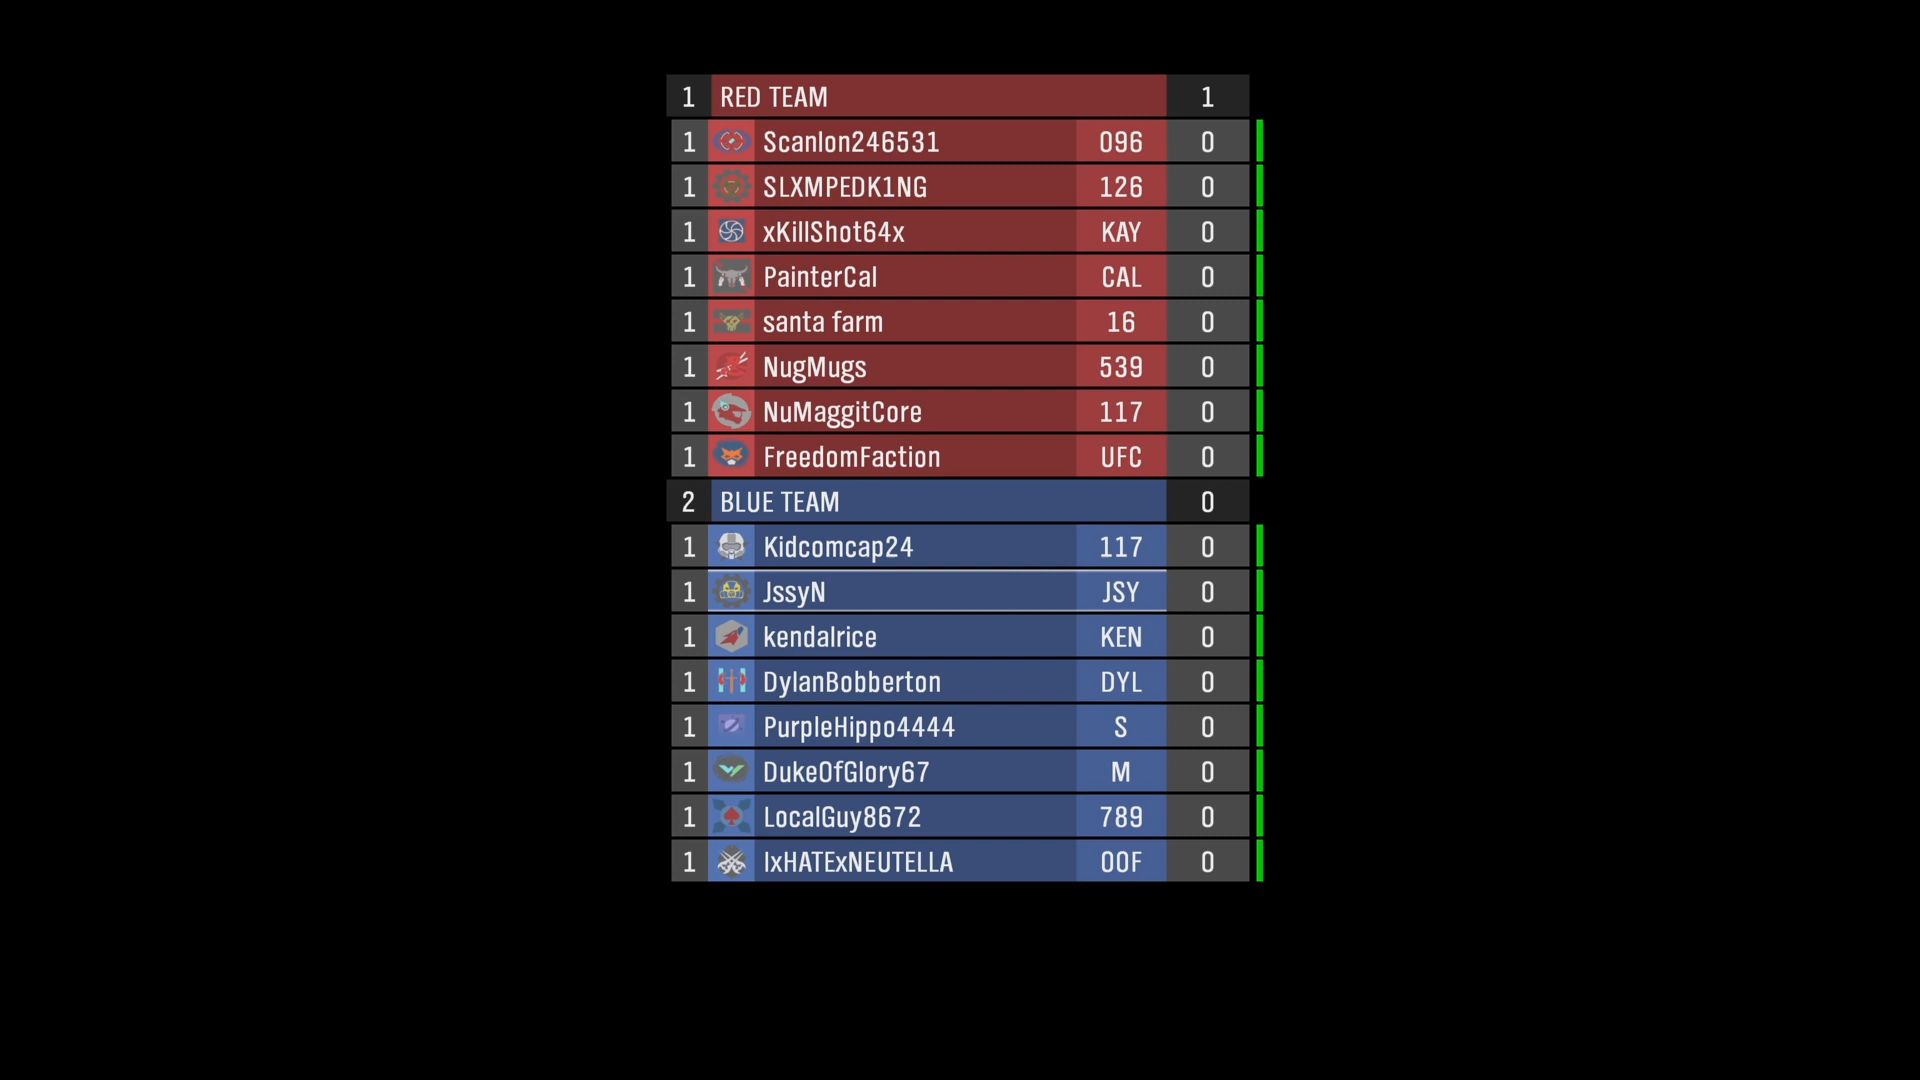 1 RED TEAM 1
1 Scanlon246531 096 0
1 SLXMPEDK1NG 126 0
1 xKillShot64x KAY 0
1 PainterCal CAL 0
1 santa farm 16 0
1 NugMugs 539 0
1 NuMaggitCore 117 0
1 FreedomFaction UFC 0
2 BLUE TEAM 0
1 Kidcomcap24 117 0
1 JssyN JSY 0
1 kendalrice KEN 0
1 DylanBobberton DYL 0
1 PurpleHippo4444 S 0
1 DukeOfGlory67 M 0
1 LocalGuy8672 789 0
1 IxHATExNEUTELLA OOF 0